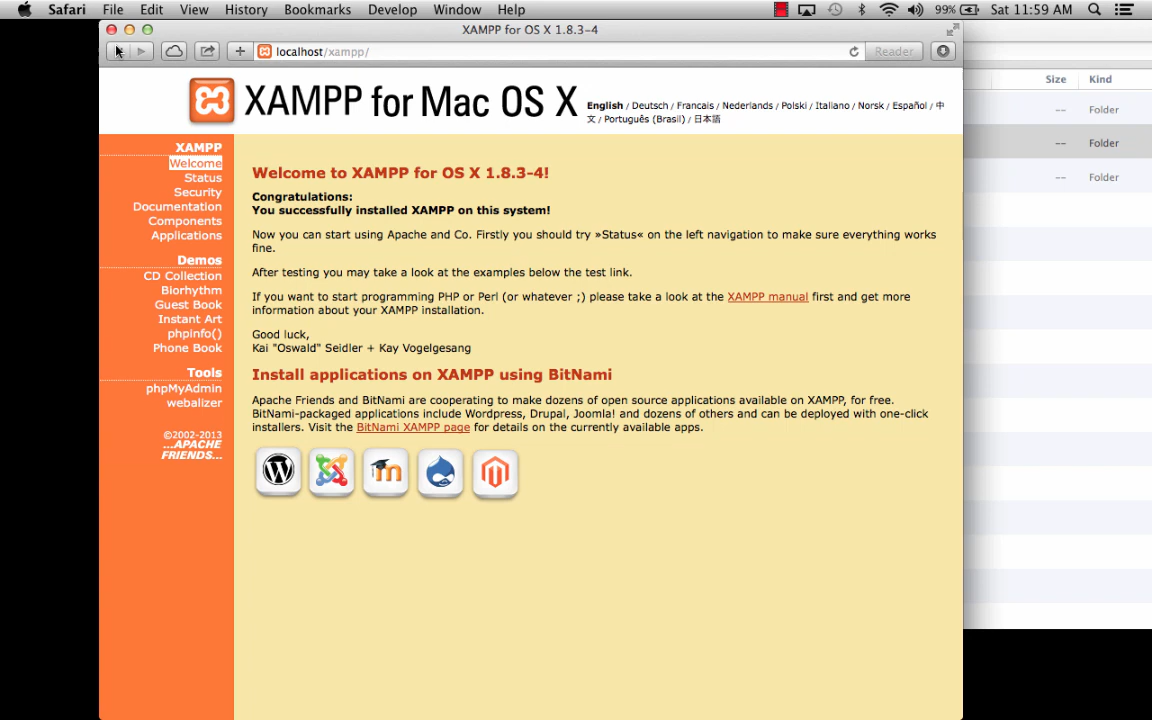 Safari File Edit View History Bookmarks Develop Window Help 99% Sat 11:59 AM
XAMPP for OS X 1.8.3-4
localhost/xampp/ Reader
Size Kind
XAMPP for Mac OS X
English / Deutsch / Francais / Nederlands / Polski / Italiano / Norsk / Español / 中
文 / Português (Brasil) / 日本語
-- Folder
-- Folder
-- Folder
XAMPP
Welcome
Status
Security
Documentation
Components
Applications
Demos
CD Collection
Biorhythm
Guest Book
Instant Art
phpinfo()
Phone Book
Tools
phpMyAdmin
webalizer
©2002-2013
...APACHE
FRIENDS...
Welcome to XAMPP for OS X 1.8.3-4!
Congratulations:
You successfully installed XAMPP on this system!
Now you can start using Apache and Co. Firstly you should try »Status« on the left navigation to make sure everything works
fine.
After testing you may take a look at the examples below the test link.
If you want to start programming PHP or Perl (or whatever ;) please take a look at the XAMPP manual first and get more
information about your XAMPP installation.
Good luck,
Kai "Oswald" Seidler + Kay Vogelgesang
Install applications on XAMPP using BitNami
Apache Friends and BitNami are cooperating to make dozens of open source applications available on XAMPP, for free.
BitNami-packaged applications include Wordpress, Drupal, Joomla! and dozens of others and can be deployed with one-click
installers. Visit the BitNami XAMPP page for details on the currently available apps.